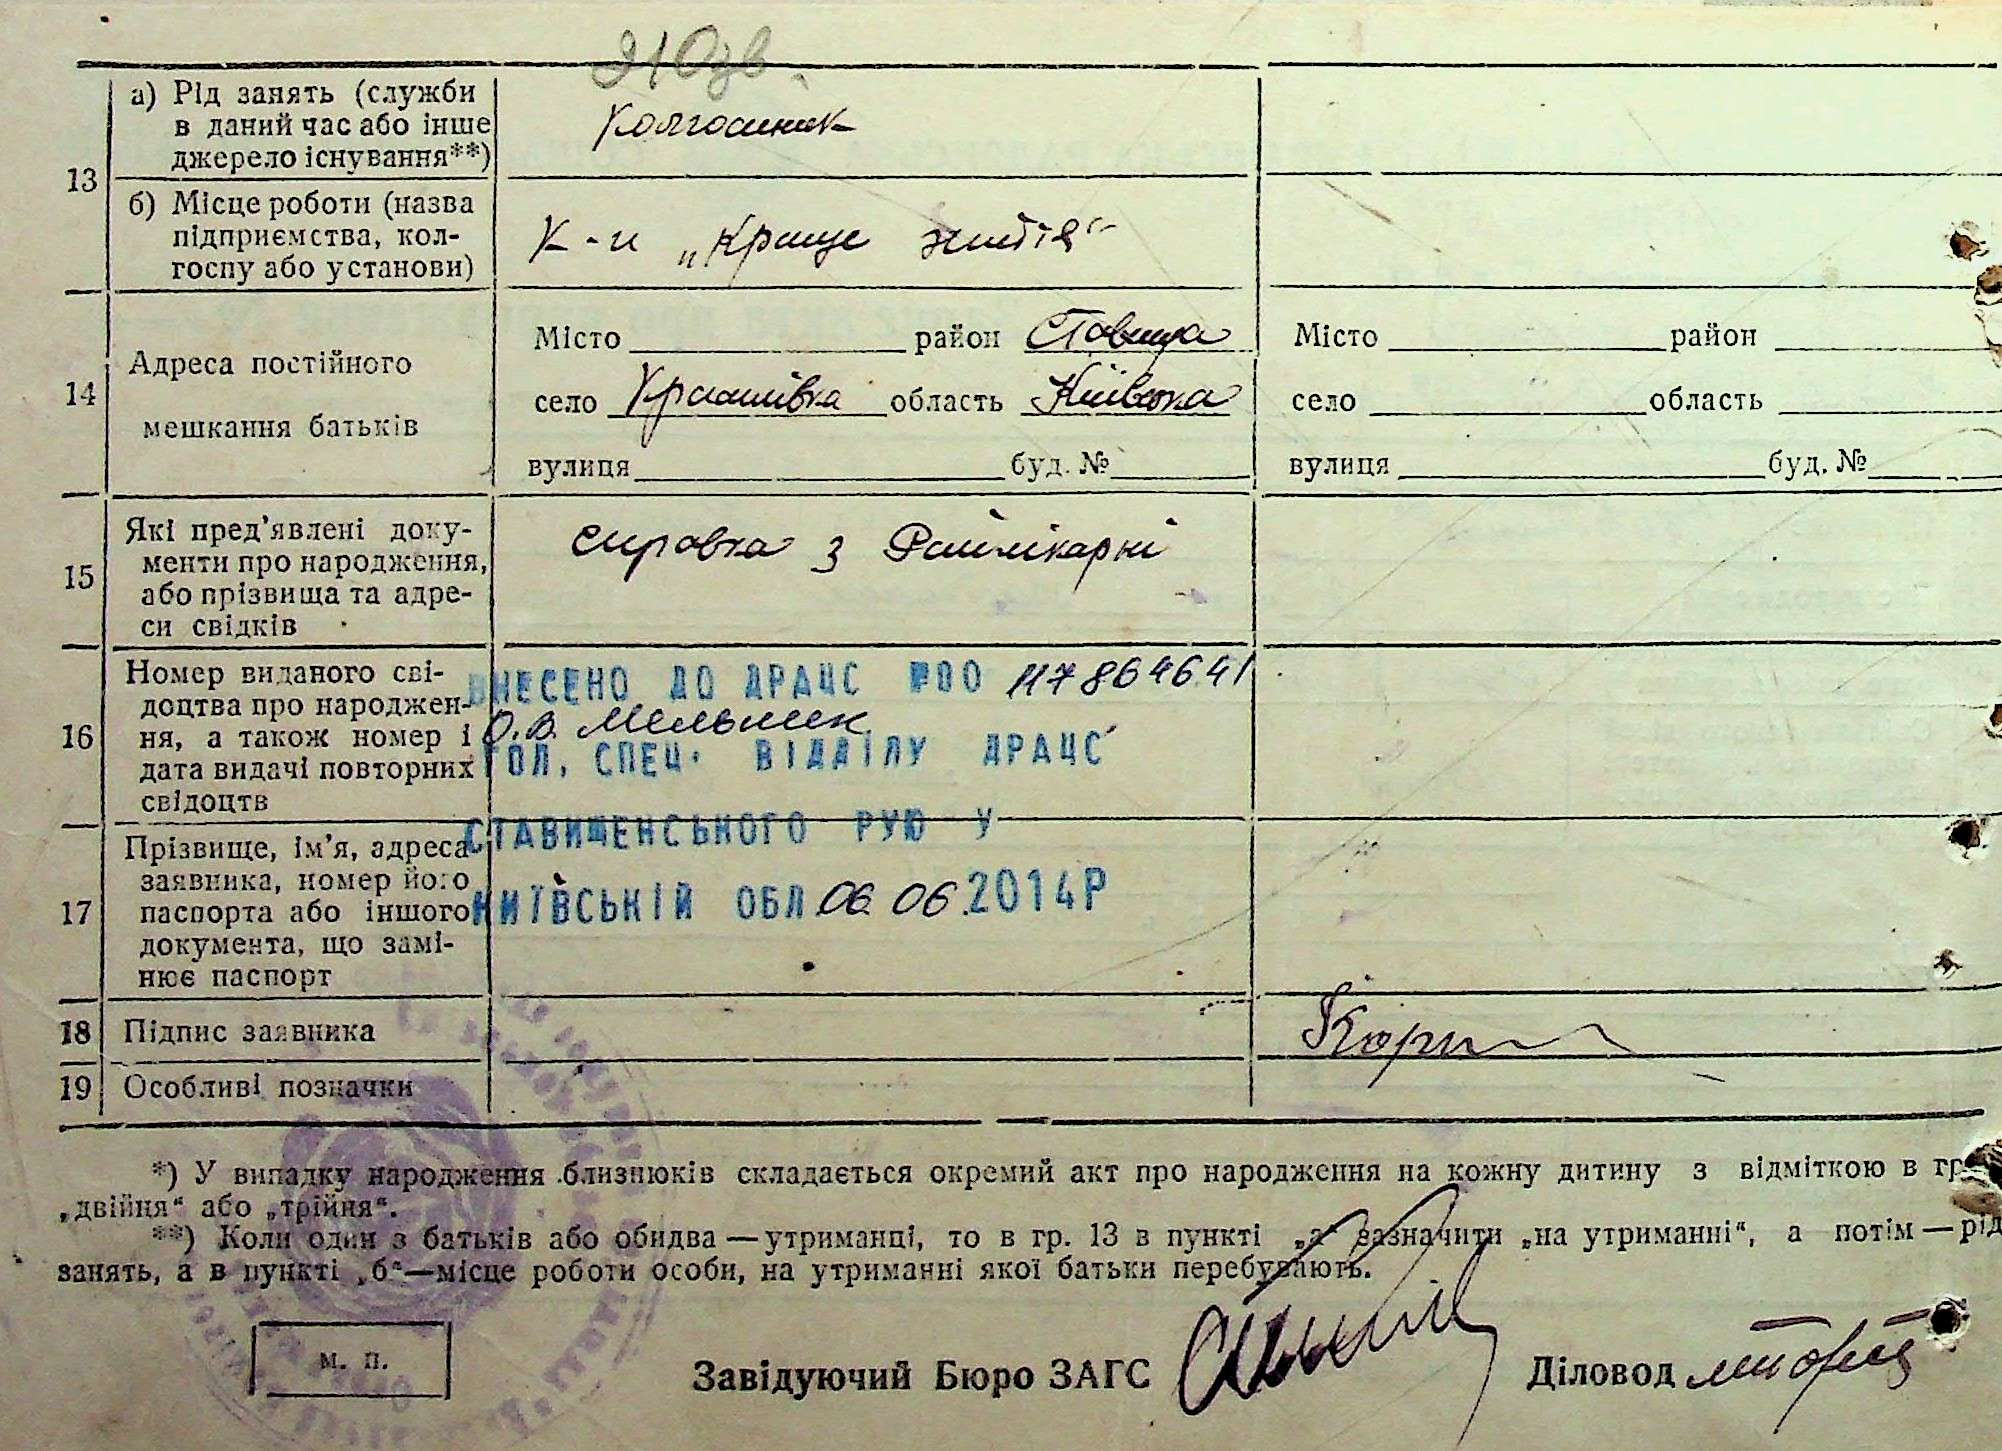 а) Рід занять (служби
в даний час або інше
джерело існування**)
Колгоспник
13
б) Місце роботи (назва
підприємства, кол-
госпу або установи)
К-п „Краще життя“
14
Адреса постійного
мешкання батьків
Місто район Ставища
село область Київська
вулиця буд. №
Місто район
село область
вулиця буд. №
15
Які пред’явлені доку-
менти про народження,
або прізвища та адре-
си свідків
справка з Райлікарні
16
Номер виданого сві-
доцтва про народжен-
ня, а також номер і
дата видачі повторних
свідоцтв
ВНЕСЕНО ДО ДРАЦС №00 117864641
О.В. Мельник
ГОЛ. СПЕЦ. ВІДДІЛУ ДРАЦС
СТАВИЩЕНСЬКОГО РУЮ У
КИЇВСЬКІЙ ОБЛ. 06.06.2014Р
17
Прізвище, ім’я, адреса
заявника, номер його
паспорта або іншого
документа, що замі-
нює паспорт
18 Підпис заявника
19 Особливі позначки
*) У випадку народження близнюків складається окремий акт про народження на кожну дитину з відміткою в гр.
„двійня“ або „трійня“.
**) Коли один з батьків або обидва — утриманці, то в гр. 13 в пункті „а“ зазначити „на утриманні“, а потім — рід
занять, а в пункті „б“—місце роботи особи, на утриманні якої батьки перебувають.
м. п.
Завідуючий Бюро ЗАГС
Діловод